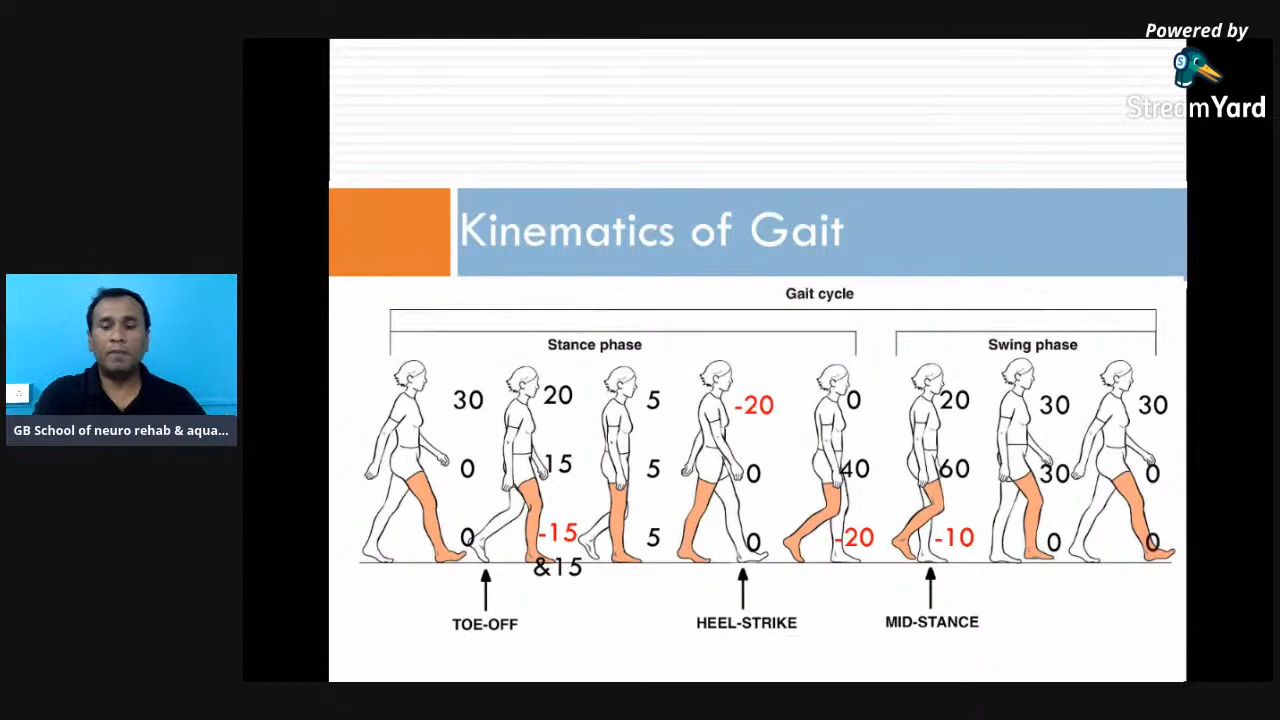 Powered by
StreamYard
Kinematics of Gait
Gait cycle
Stance phase
Swing phase
30 20 5 -20 0 20 30 30
0 15 5 0 40 60 30 0
0 -15 5 0 -20 -10 0 0
&15
TOE-OFF
HEEL-STRIKE
MID-STANCE
GB School of neuro rehab & aqua...